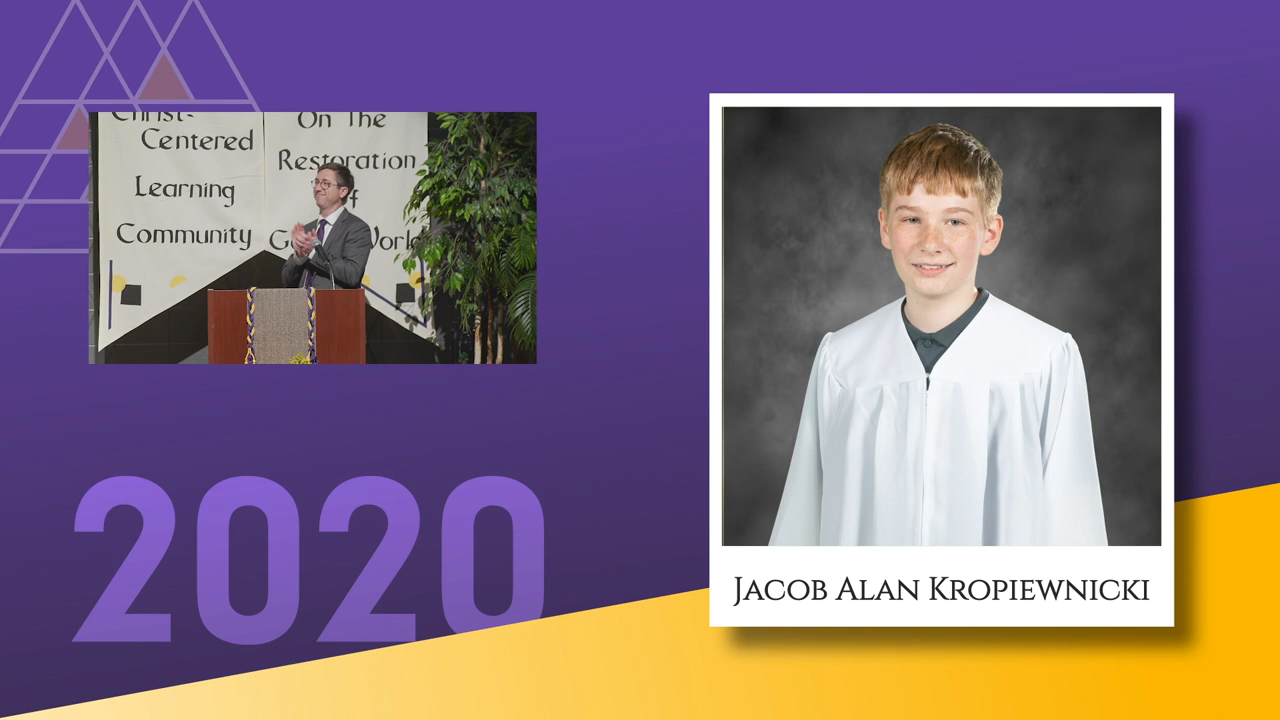 Christ-
Centered
Learning
Community
On The
Restoration
of
World
2020
JACOB ALAN KROPIEWNICKI